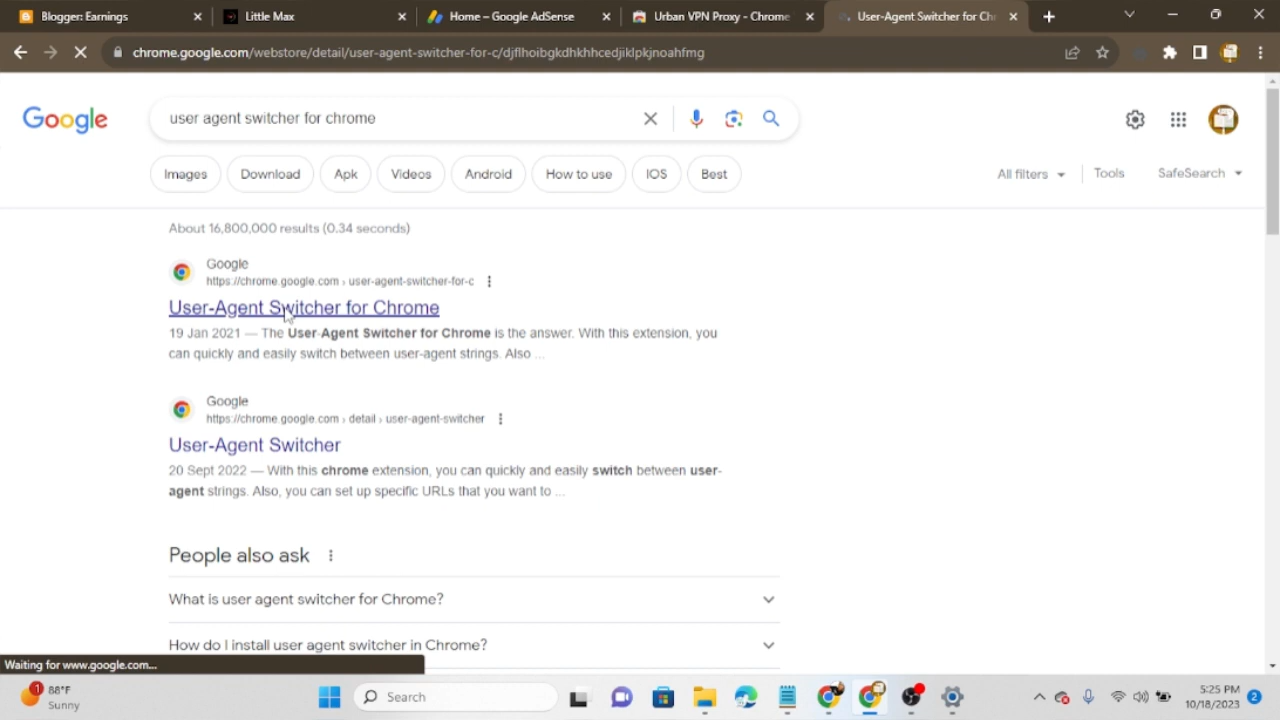 Blogger: Earnings
Little Max
Home – Google AdSense
Urban VPN Proxy - Chrome
User-Agent Switcher for Chr
chrome.google.com/webstore/detail/user-agent-switcher-for-c/djflhoibgkdhkhhcedjiklpkjnoahfmg
Google
user agent switcher for chrome
Images
Download
Apk
Videos
Android
How to use
IOS
Best
All filters
Tools
SafeSearch
About 16,800,000 results (0.34 seconds)
Google
https://chrome.google.com › user-agent-switcher-for-c
User-Agent Switcher for Chrome
19 Jan 2021 — The User-Agent Switcher for Chrome is the answer. With this extension, you
can quickly and easily switch between user-agent strings. Also ...
Google
https://chrome.google.com › detail › user-agent-switcher
User-Agent Switcher
20 Sept 2022 — With this chrome extension, you can quickly and easily switch between user-
agent strings. Also, you can set up specific URLs that you want to ...
People also ask
What is user agent switcher for Chrome?
How do I install user agent switcher in Chrome?
Waiting for www.google.com...
1
88°F
Sunny
Search
5:25 PM
10/18/2023
2